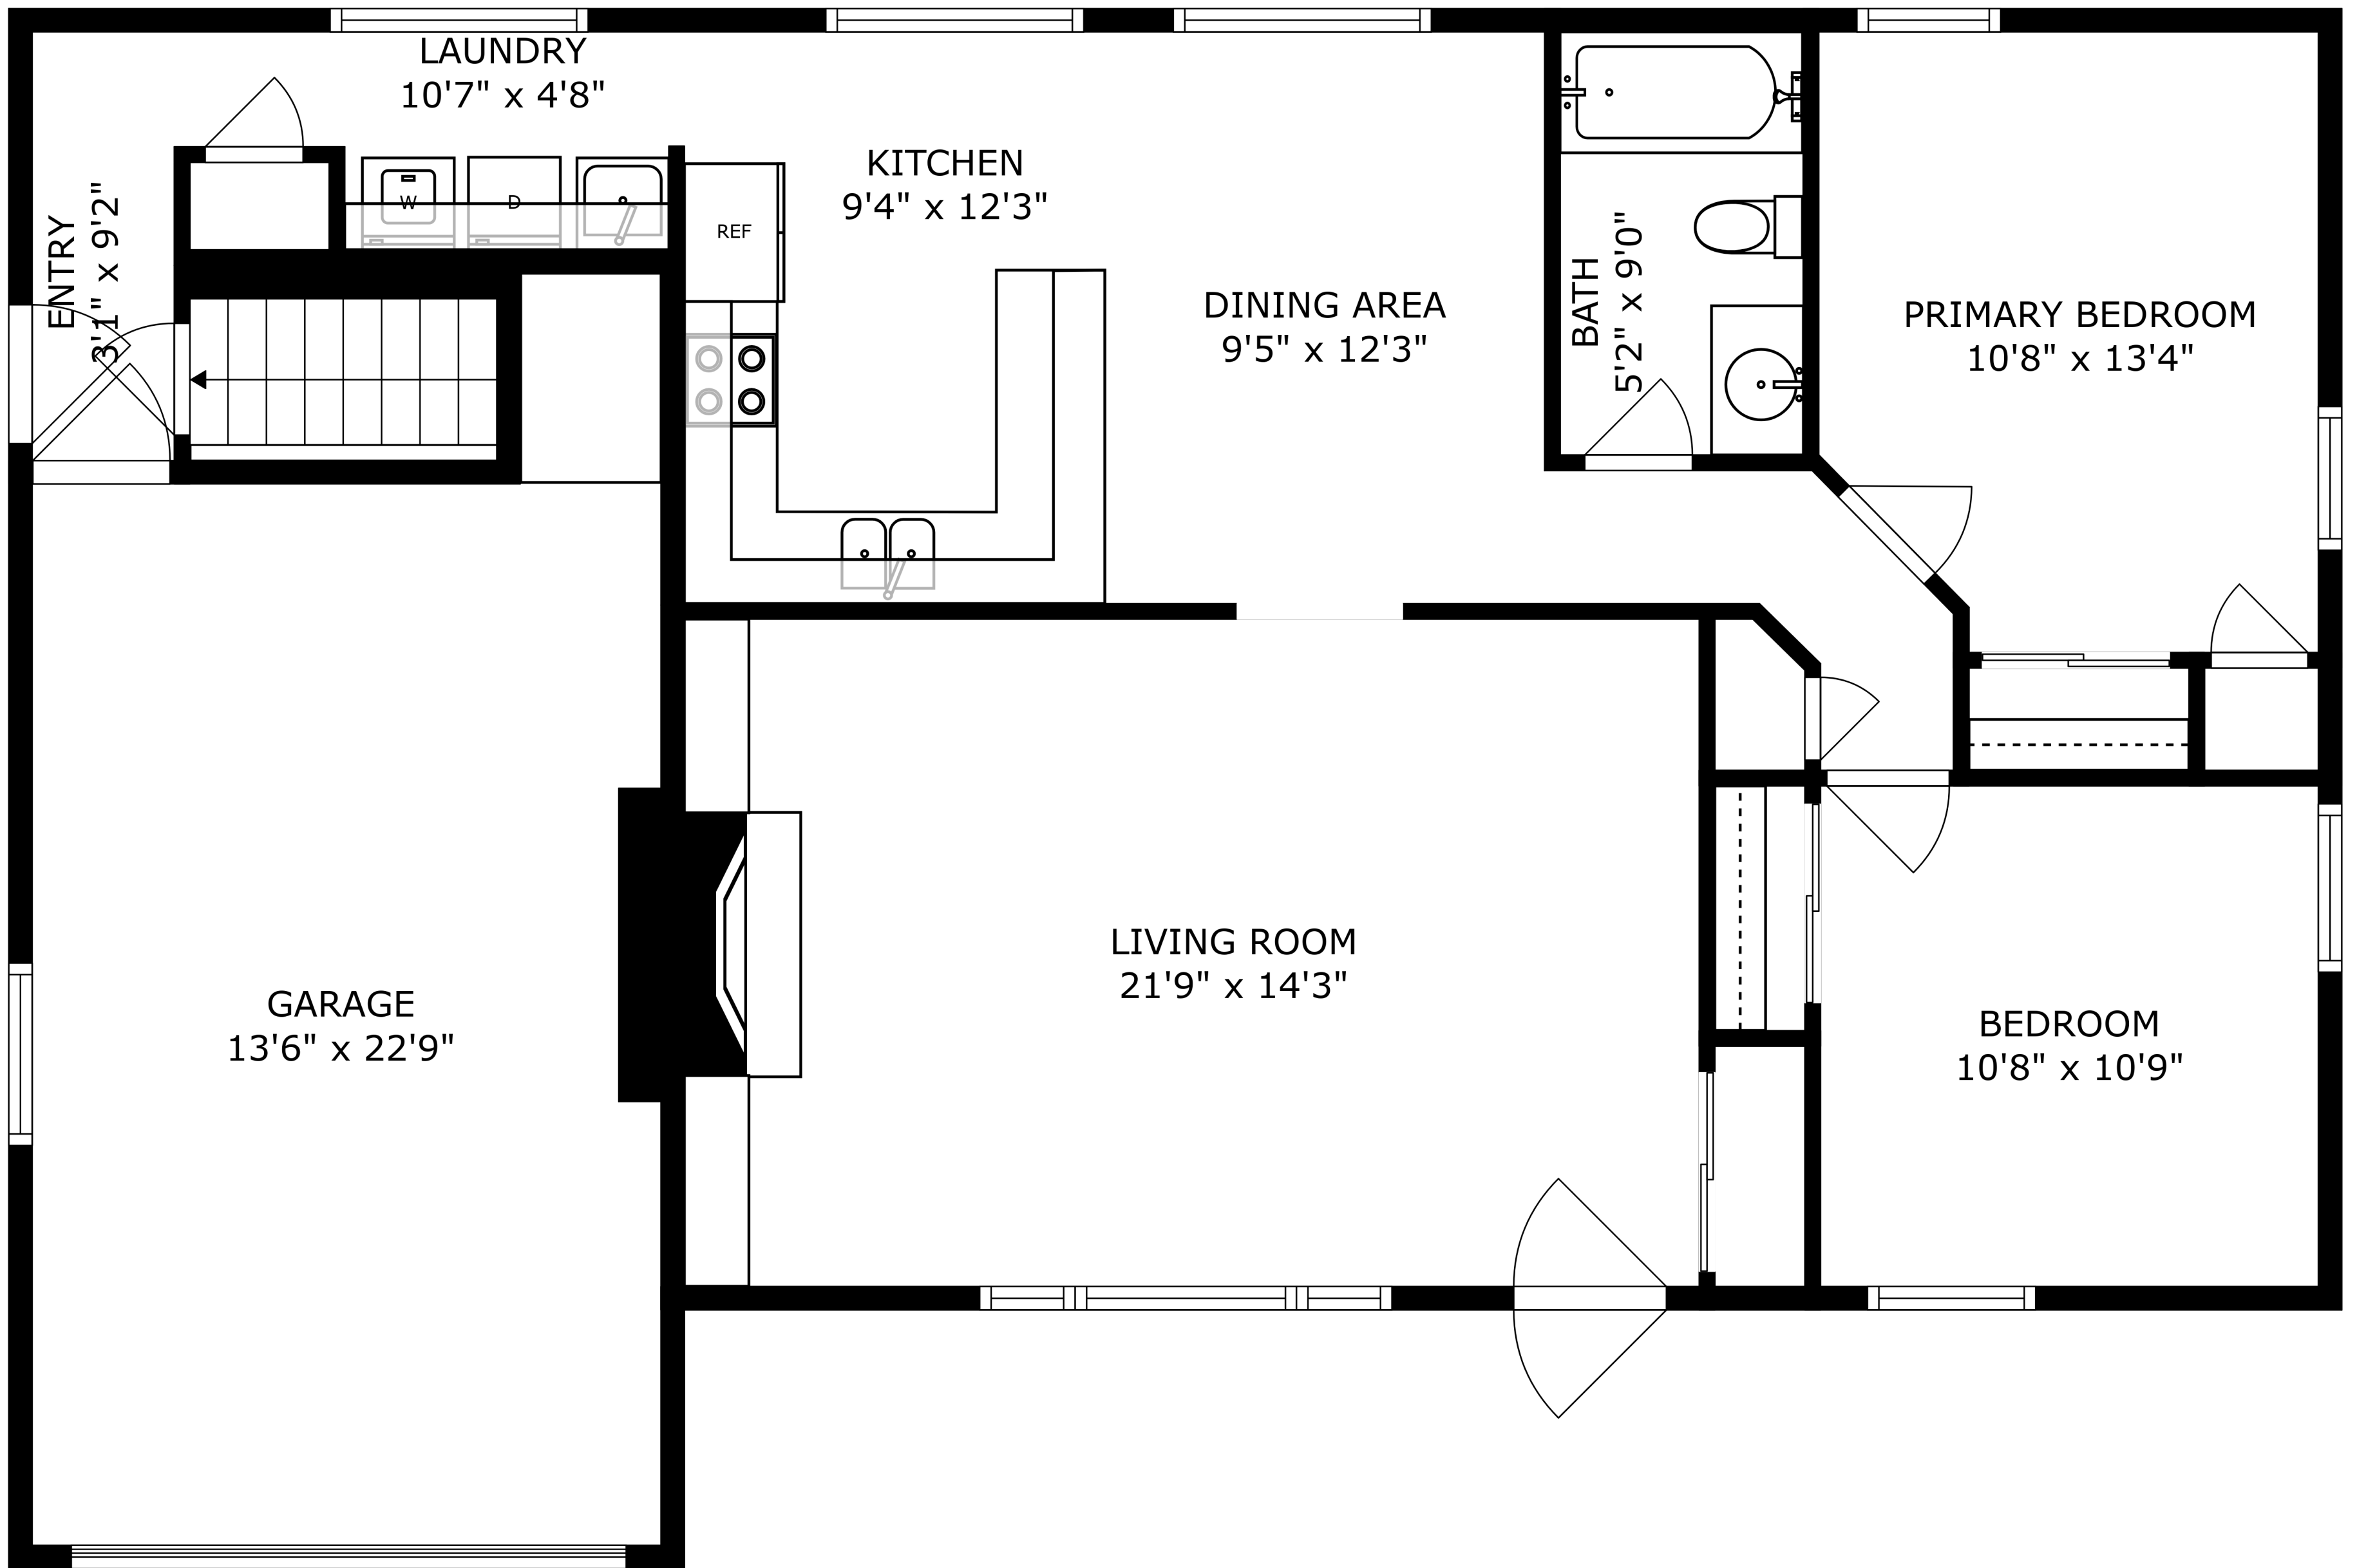 LAUNDRY
10'7" x 4'8"
KITCHEN
9'4" x 12'3"
ENTRY
3'1" x 9'2"
W
D
REF
DINING AREA
9'5" x 12'3"
BATH
5'2" x 9'0"
PRIMARY BEDROOM
10'8" x 13'4"
LIVING ROOM
21'9" x 14'3"
GARAGE
13'6" x 22'9"
BEDROOM
10'8" x 10'9"